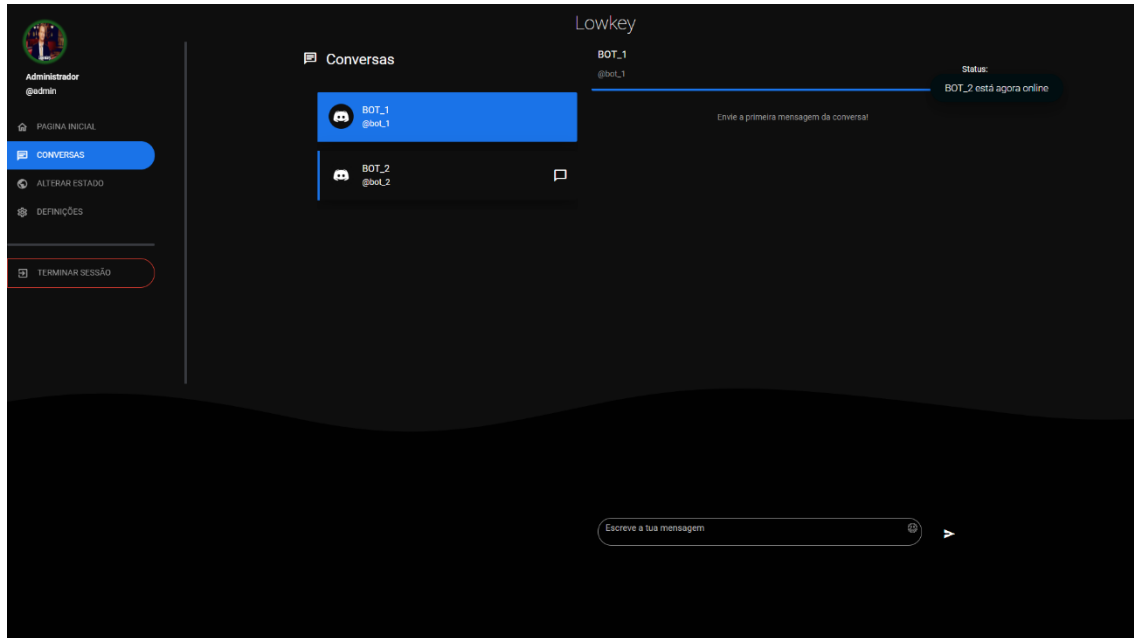 Lowkey
Administrador
@admin
PAGINA INICIAL
CONVERSAS
ALTERAR ESTADO
DEFINIÇÕES
TERMINAR SESSÃO
Conversas
BOT_1
@bot_1
BOT_2
@bot_2
BOT_1
@bot_1
Status:
BOT_2 está agora online
Envie a primeira mensagem da conversa!
Escreve a tua mensagem